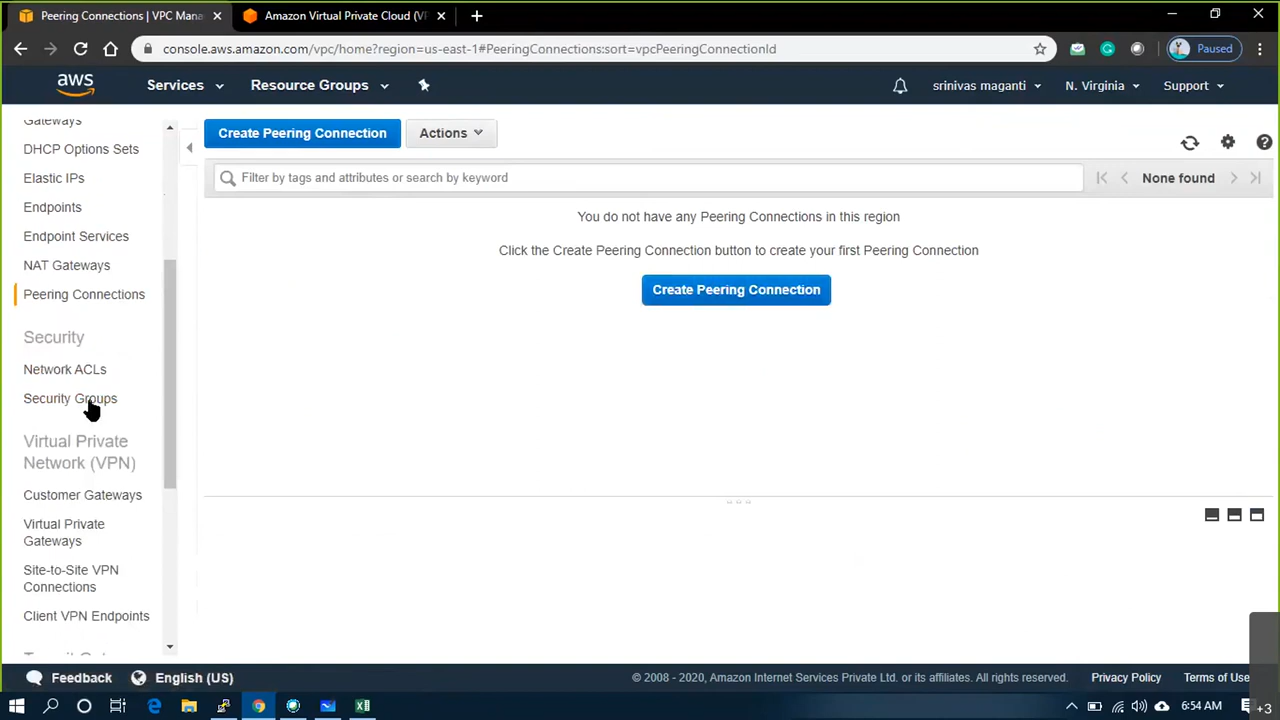 Peering Connections | VPC Mana
Amazon Virtual Private Cloud (VP
console.aws.amazon.com/vpc/home?region=us-east-1#PeeringConnections:sort=vpcPeeringConnectionId
Paused
aws
Services
Resource Groups
srinivas maganti
N. Virginia
Support
Gateways
DHCP Options Sets
Elastic IPs
Endpoints
Endpoint Services
NAT Gateways
Peering Connections
Security
Network ACLs
Security Groups
Virtual Private
Network (VPN)
Customer Gateways
Virtual Private
Gateways
Site-to-Site VPN
Connections
Client VPN Endpoints
Create Peering Connection
Actions
Filter by tags and attributes or search by keyword
None found
You do not have any Peering Connections in this region
Click the Create Peering Connection button to create your first Peering Connection
Create Peering Connection
Feedback
English (US)
© 2008 - 2020, Amazon Internet Services Private Ltd. or its affiliates. All rights reserved.
Privacy Policy
Terms of Use
6:54 AM
+3